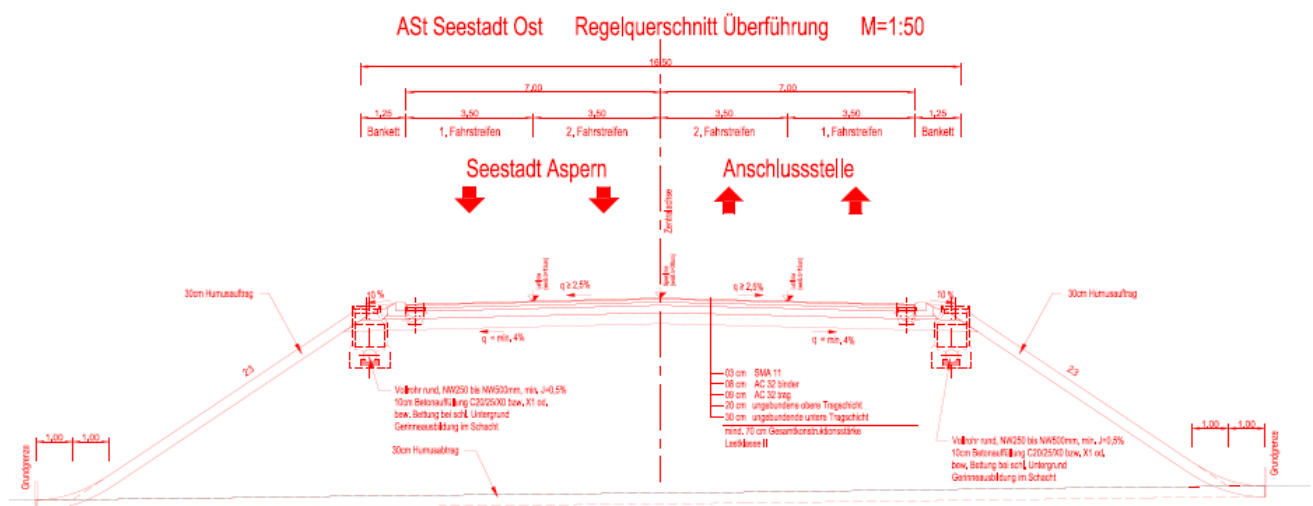 ASt Seestadt Ost Regelquerschnitt Überführung M=1:50
16,50
7,00 7,00
1,25 3,50 3,50 3,50 3,50 1,25
Bankett 1. Fahrstreifen 2. Fahrstreifen 2. Fahrstreifen 1. Fahrstreifen Bankett
Seestadt Aspern Anschlussstelle
Zentralachse
q ≥ 2,5% q ≥ 2,5%
30cm Humusauftrag 10 % 10 % 30cm Humusauftrag
q = min. 4% q = min. 4%
2:3 2:3
03 cm SMA 11
08 cm AC 32 binder
09 cm AC 32 trag
20 cm ungebundene obere Tragschicht
30 cm ungebundende untere Tragschicht
mind. 70 cm Gesamtkonstruktionsstärke
Lastklasse II
Vollrohr rund, NW250 bis NW500mm, min. J=0,5%
10cm Betonauffüllung C20/25/X0 bzw. X1 od.
bew. Bettung bei schl. Untergrund
Gerinneausbildung im Schacht
30cm Humusabtrag
Vollrohr rund, NW250 bis NW500mm, min. J=0,5%
10cm Betonauffüllung C20/25/X0 bzw. X1 od.
bew. Bettung bei schl. Untergrund
Gerinneausbildung im Schacht
1,00 1,00 1,00 1,00
Grundgrenze Grundgrenze